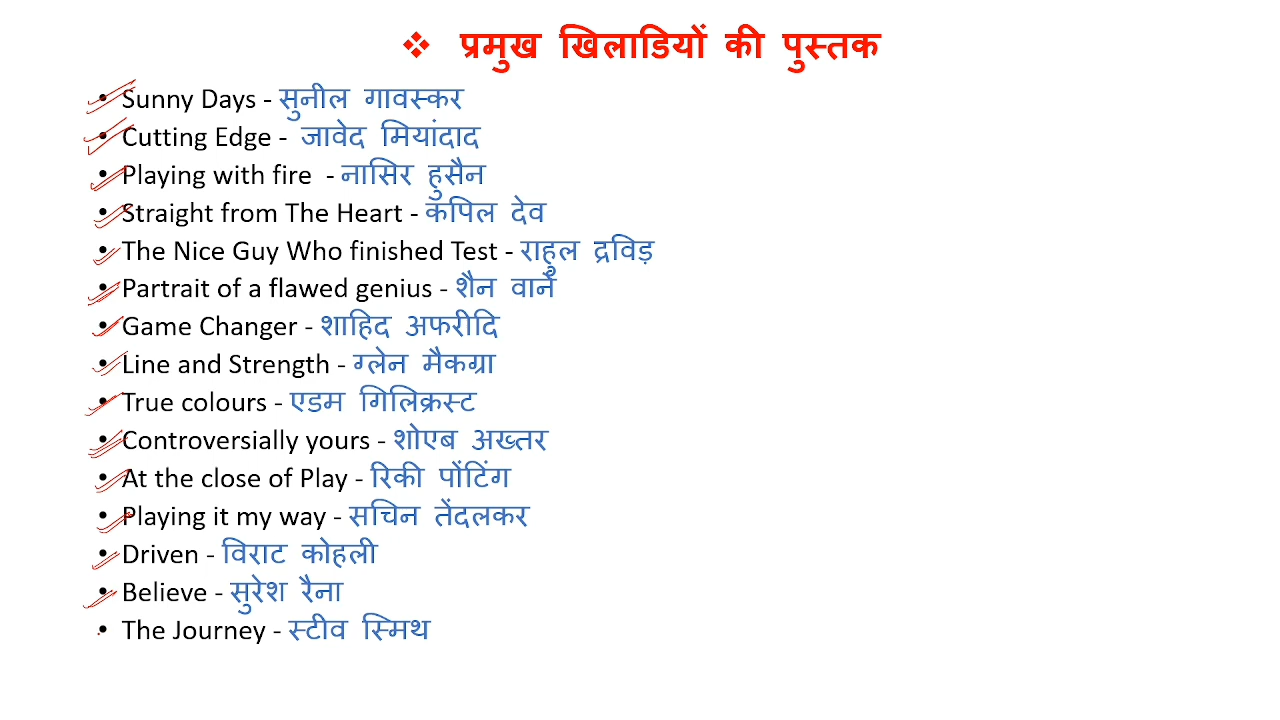 ❖ प्रमुख खिलाडियों की पुस्तक
• Sunny Days - सुनील गावस्कर
• Cutting Edge - जावेद मियांदाद
• Playing with fire - नासिर हुसैन
• Straight from The Heart - कपिल देव
• The Nice Guy Who finished Test - राहुल द्रविड़
• Partrait of a flawed genius - शैन वार्ने
• Game Changer - शाहिद अफरीदि
• Line and Strength - ग्लेन मैकग्रा
• True colours - एडम गिलिक्रस्ट
• Controversially yours - शोएब अख्तर
• At the close of Play - रिकी पोंटिंग
• Playing it my way - सचिन तेंदलकर
• Driven - विराट कोहली
• Believe - सुरेश रैना
• The Journey - स्टीव स्मिथ